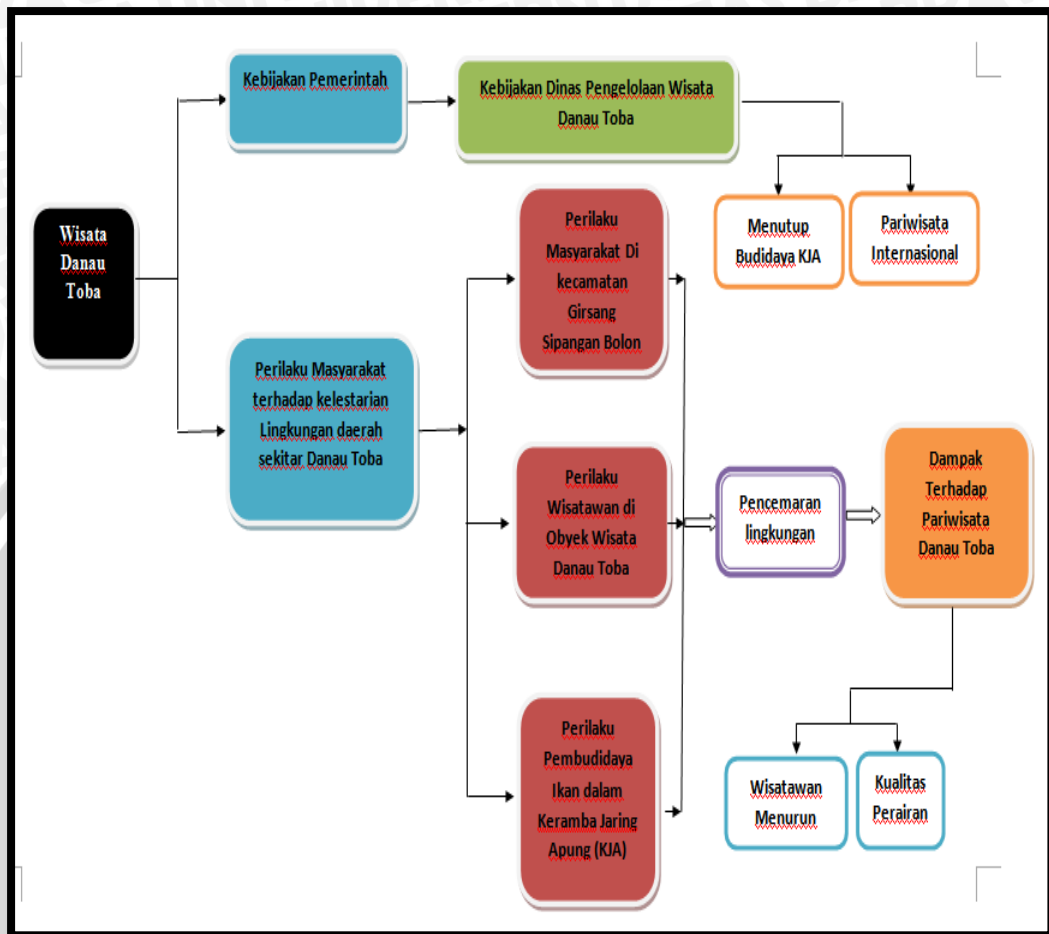 Kebijakan Pemerintah
Kebijakan Dinas Pengelolaan Wisata
Danau Toba
Wisata
Danau
Toba
Perilaku
Masyarakat Di
kecamatan
Girsang
Sipangan Bolon
Menutup
Budidaya KJA
Pariwisata
Internasional
Perilaku Masyarakat
terhadap kelestarian
Lingkungan daerah
sekitar Danau Toba
Perilaku
Wisatawan di
Obyek Wisata
Danau Toba
Pencemaran
lingkungan
Dampak
Terhadap
Pariwisata
Danau Toba
Perilaku
Pembudidaya
Ikan dalam
Keramba Jaring
Apung (KJA)
Wisatawan
Menurun
Kualitas
Perairan